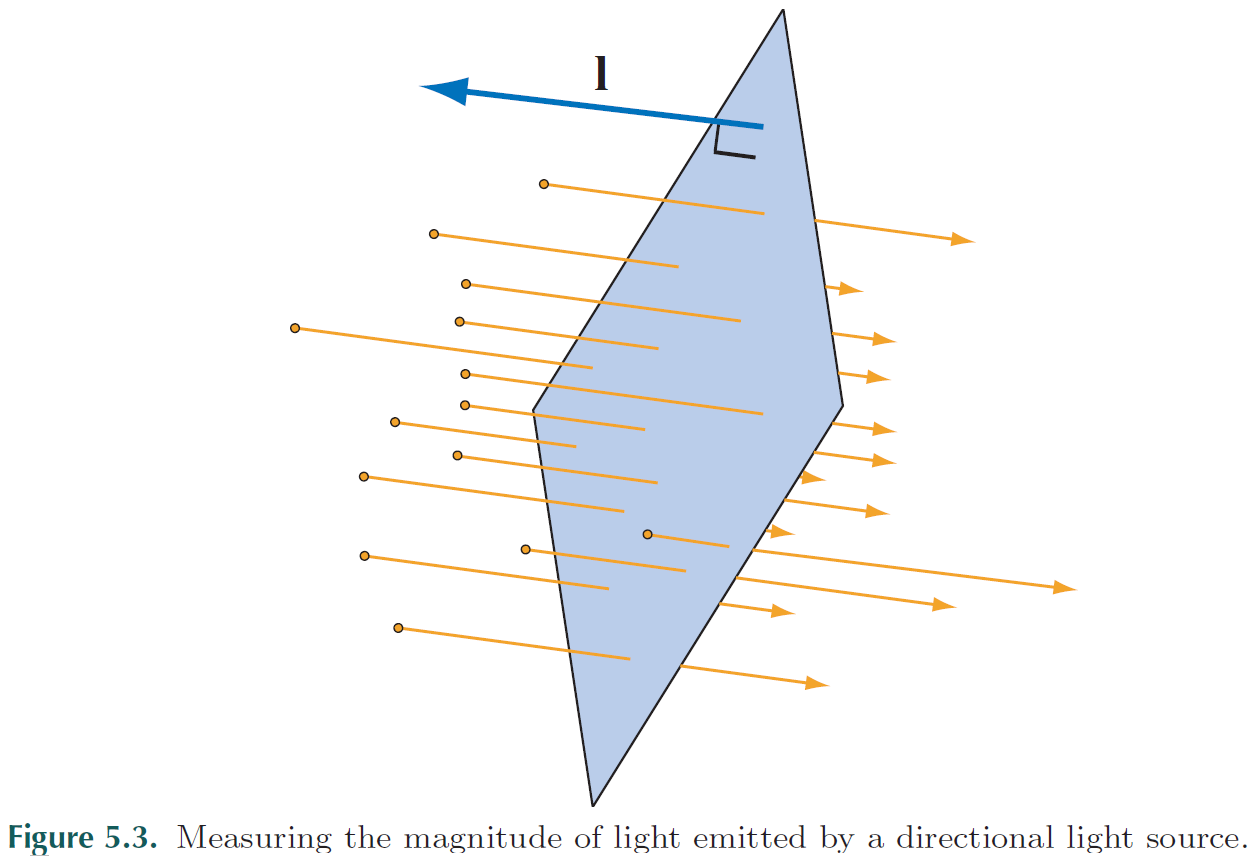 l
Figure 5.3. Measuring the magnitude of light emitted by a directional light source.